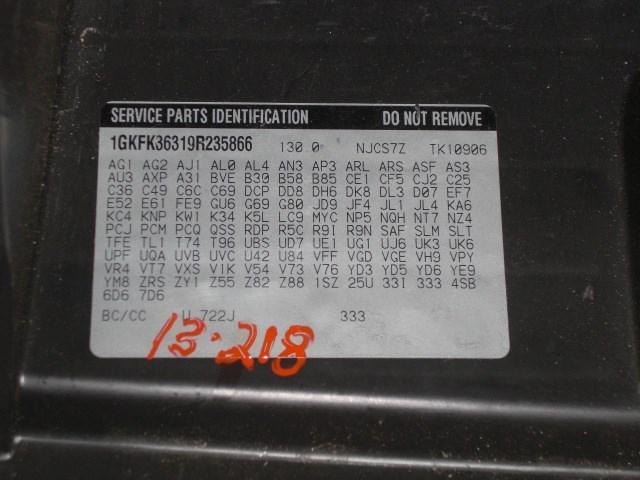 SERVICE PARTS IDENTIFICATION DO NOT REMOVE
1GKFK36319R235866 130 0 NJCS7Z TK10906
AG1 AG2 AJ1 AL0 AL4 AN3 AP3 ARL ARS ASF AS3
AU3 AXP A31 BVE B30 B58 B85 CE1 CF5 CJ2 C25
C36 C49 C6C C69 DCP DD8 DH6 DK8 DL3 D07 EF7
E52 E61 FE9 GU6 G69 G80 JD9 JF4 JL1 JL4 KA6
KC4 KNP KW1 K34 K5L LC9 MYC NP5 NQH NT7 NZ4
PCJ PCM PCQ QSS RDP R5C R9I R9N SAF SLM SLT
TFE TL1 T74 T96 UBS UD7 UE1 UG1 UJ6 UK3 UK6
UPF UQA UVB UVC U42 U84 VFF VGD VGE VH9 VPY
VR4 VT7 VXS V1K V54 V73 V76 YD3 YD5 YD6 YE9
YM8 ZRS ZY1 Z55 Z82 Z88 1SZ 25U 33I 333 4SB
6D6 7D6
BC/CC U 722J 333
13-218